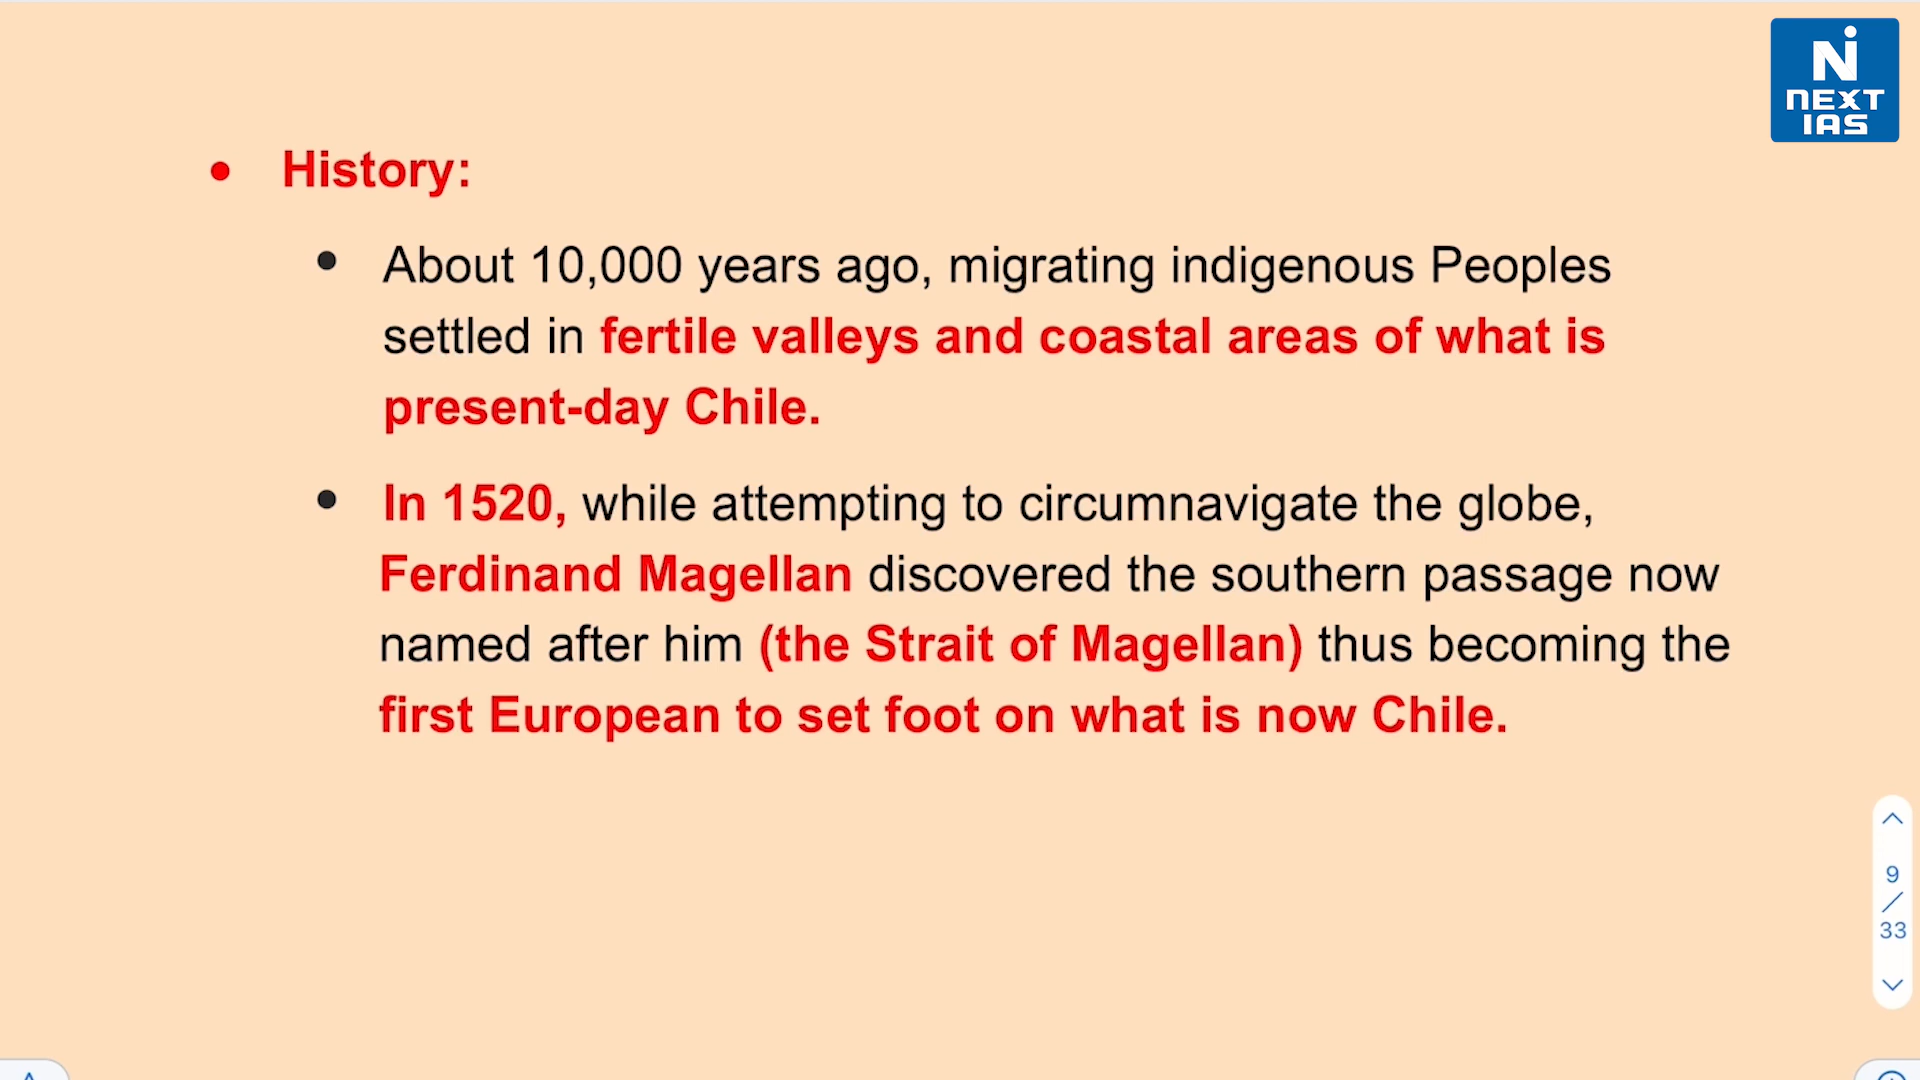 N
NEXT
IAS
• History:
• About 10,000 years ago, migrating indigenous Peoples
settled in fertile valleys and coastal areas of what is
present-day Chile.
• In 1520, while attempting to circumnavigate the globe,
Ferdinand Magellan discovered the southern passage now
named after him (the Strait of Magellan) thus becoming the
first European to set foot on what is now Chile.
9
/
33